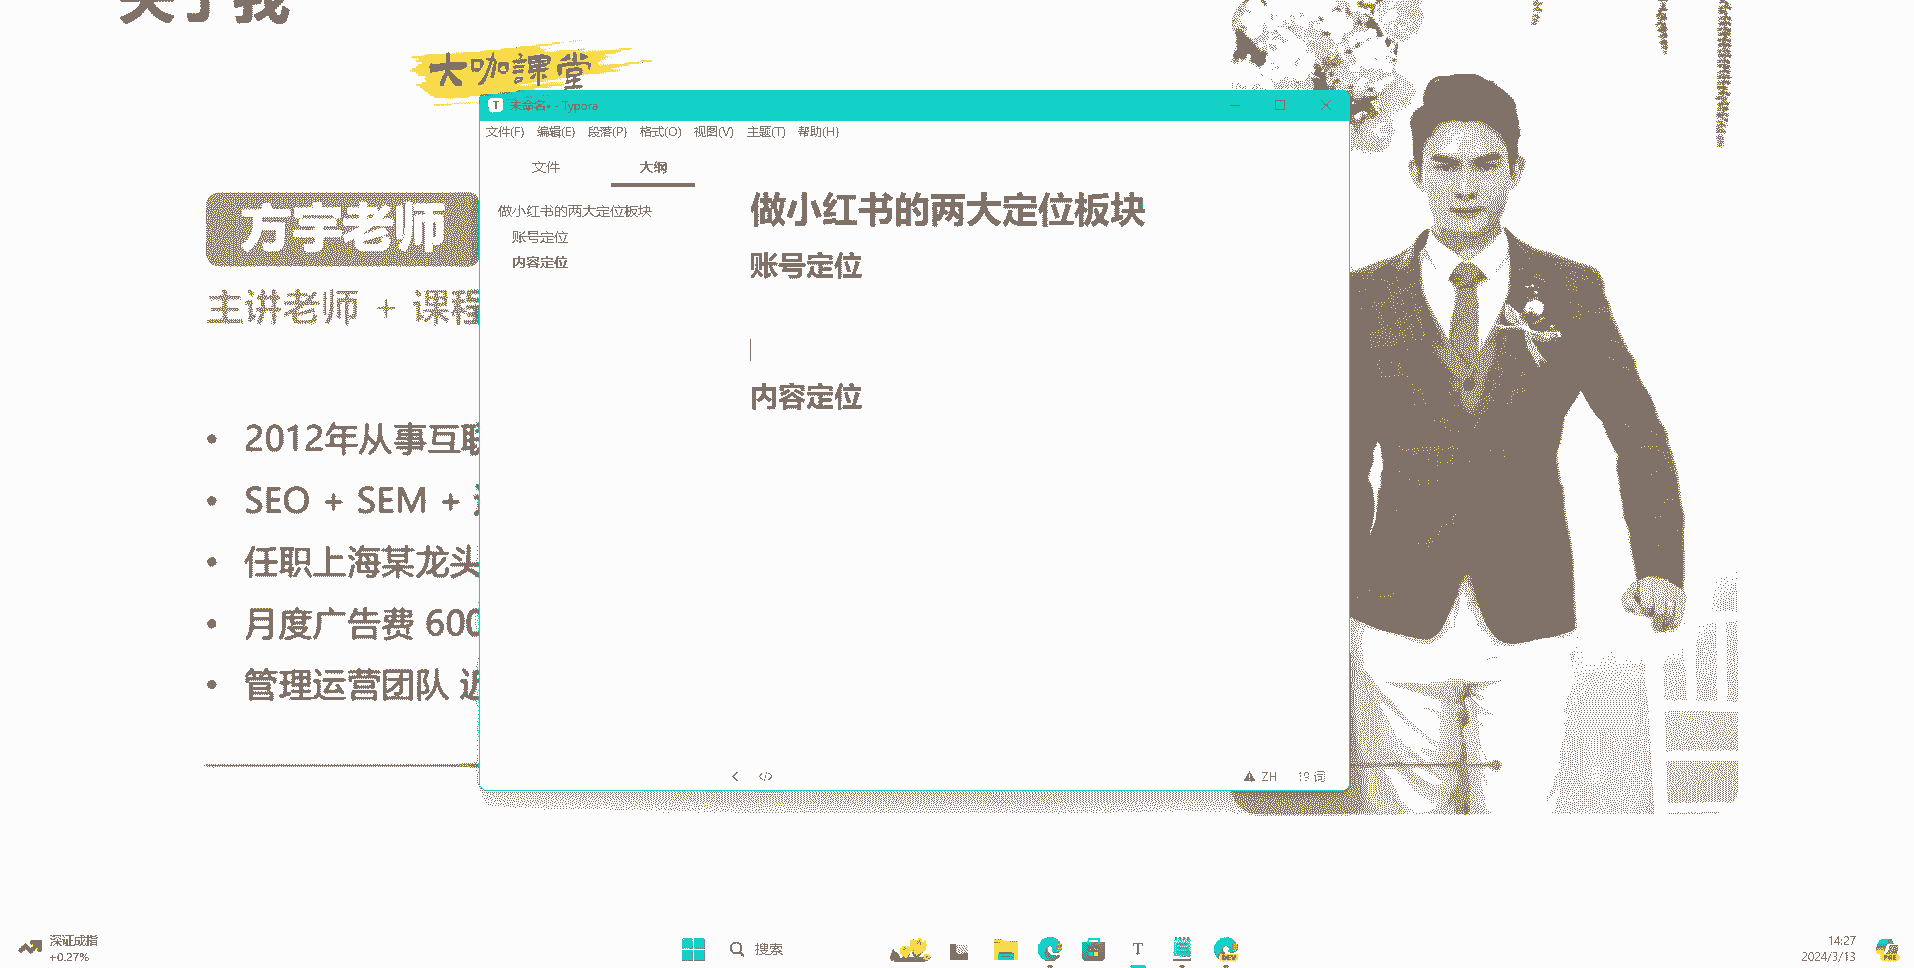 关于我
大咖課堂
方宇老师
主讲老师 + 课程
2012年从事互联
SEO + SEM +
任职上海某龙头
月度广告费 600
管理运营团队 近
未命名• - Typora
文件(F) 编辑(E) 段落(P) 格式(O) 视图(V) 主题(T) 帮助(H)
文件 大纲
做小红书的两大定位板块
账号定位
内容定位
做小红书的两大定位板块
账号定位
内容定位
ZH 19 词
深证成指
+0.27%
搜索
T
DEV
14:27
2024/3/13
PRE